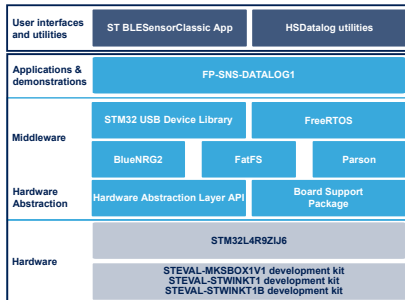 User interfaces
and utilities
ST BLESensorClassic App
HSDatalog utilities
Applications &
demonstrations
FP-SNS-DATALOG1
Middleware
STM32 USB Device Library
FreeRTOS
BlueNRG2
FatFS
Parson
Hardware
Abstraction
Hardware Abstraction Layer API
Board Support
Package
Hardware
STM32L4R9ZIJ6
STEVAL-MKSBOX1V1 development kit
STEVAL-STWINKT1 development kit
STEVAL-STWINKT1B development kit